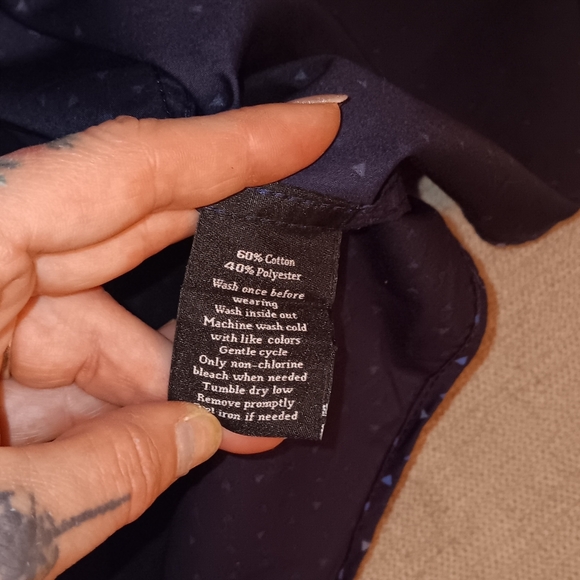 60% Cotton
40% Polyester
Wash once before
wearing
Wash inside out
Machine wash cold
with like colors
Gentle cycle
Only non-chlorine
bleach when needed
Tumble dry low
Remove promptly
iron if needed